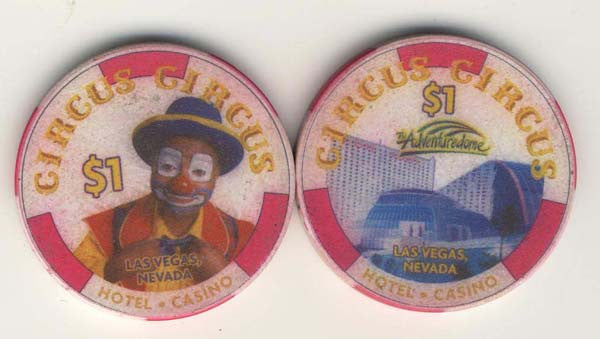 CIRCUS CIRCUS
$1
LAS VEGAS,
NEVADA
HOTEL • CASINO
CIRCUS CIRCUS
$1
The Adventuredome
LAS VEGAS,
NEVADA
HOTEL • CASINO